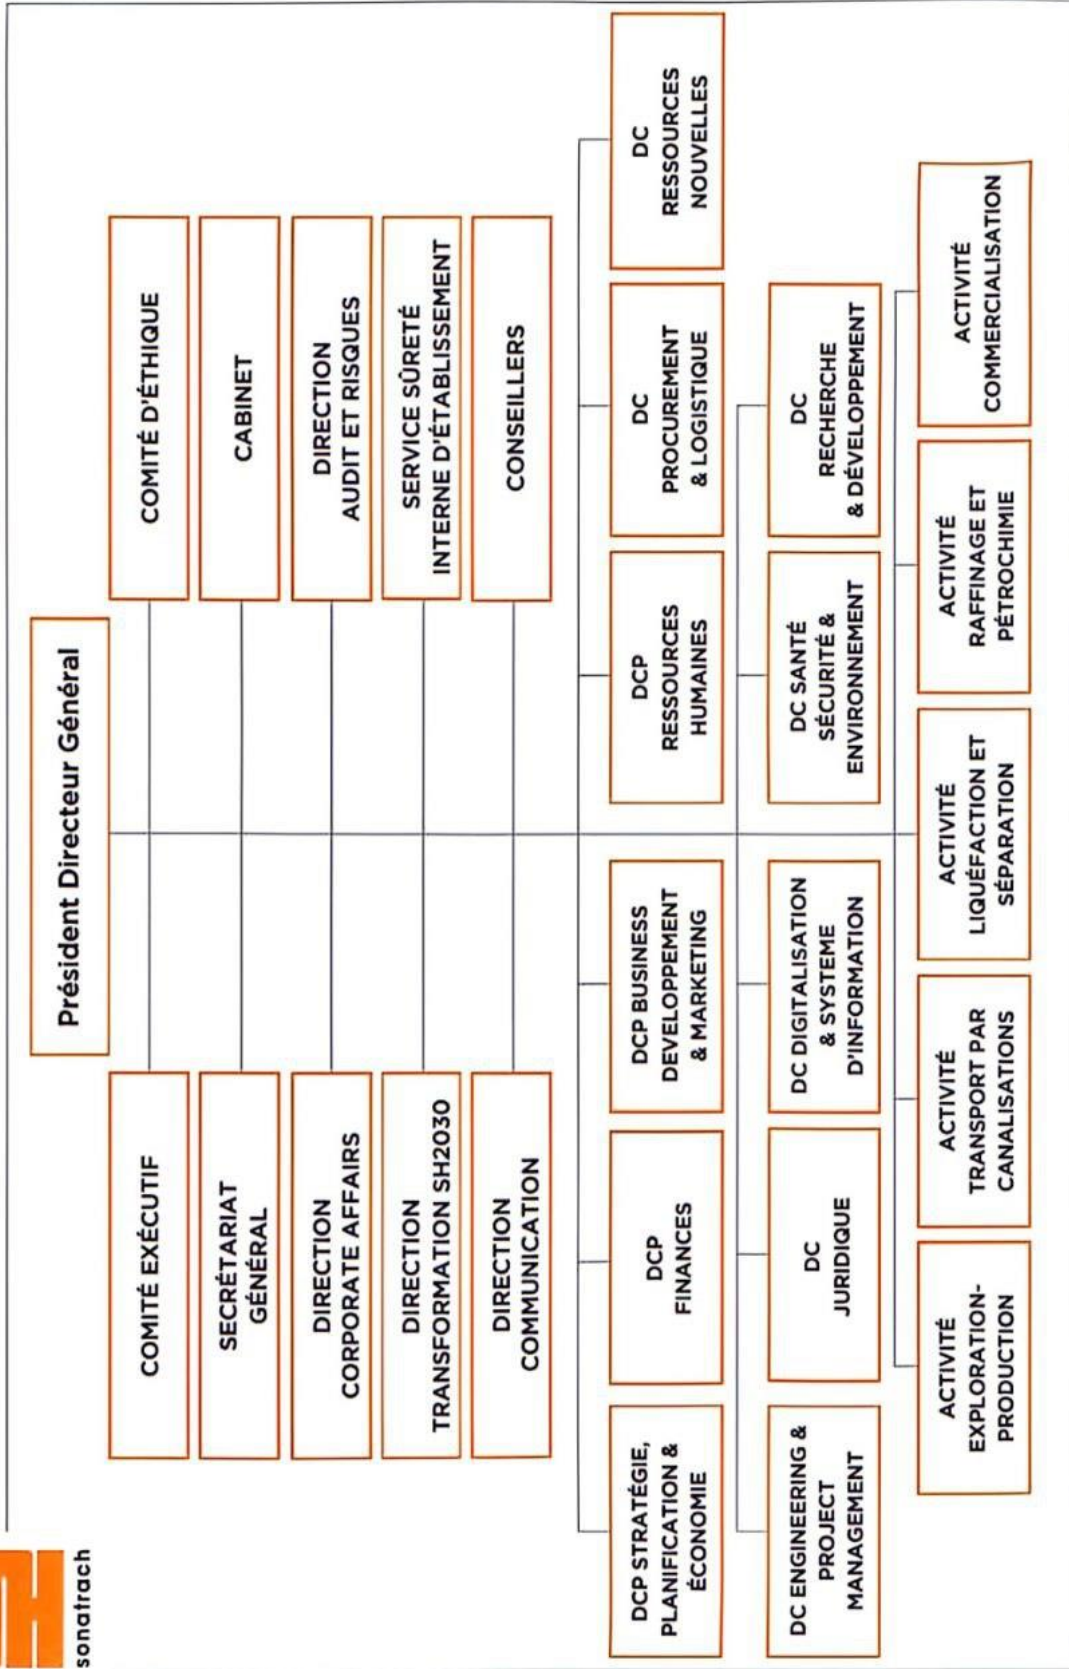 sonatrach
Président Directeur Général
COMITÉ EXÉCUTIF
COMITÉ D'ÉTHIQUE
SECRÉTARIAT
GÉNÉRAL
CABINET
DIRECTION
CORPORATE AFFAIRS
DIRECTION
AUDIT ET RISQUES
DIRECTION
TRANSFORMATION SH2030
SERVICE SÛRETÉ
INTERNE D'ÉTABLISSEMENT
DIRECTION
COMMUNICATION
CONSEILLERS
DCP STRATÉGIE,
PLANIFICATION &
ÉCONOMIE
DCP
FINANCES
DCP BUSINESS
DEVELOPPEMENT
& MARKETING
DCP
RESSOURCES
HUMAINES
DC
PROCUREMENT
& LOGISTIQUE
DC
RESSOURCES
NOUVELLES
DC ENGINEERING &
PROJECT
MANAGEMENT
DC
JURIDIQUE
DC DIGITALISATION
& SYSTEME
D'INFORMATION
DC SANTÉ
SÉCURITÉ &
ENVIRONNEMENT
DC
RECHERCHE
& DÉVELOPPEMENT
ACTIVITÉ
EXPLORATION-
PRODUCTION
ACTIVITÉ
TRANSPORT PAR
CANALISATIONS
ACTIVITÉ
LIQUÉFACTION ET
SÉPARATION
ACTIVITÉ
RAFFINAGE ET
PÉTROCHIMIE
ACTIVITÉ
COMMERCIALISATION